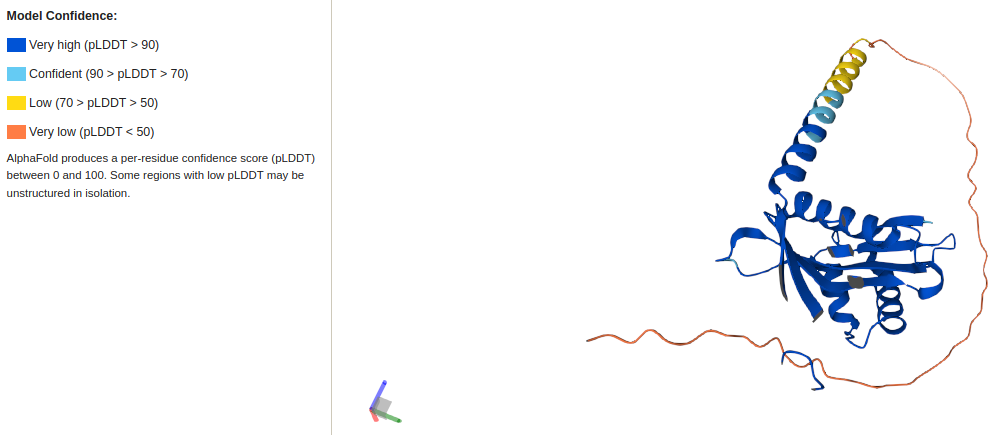 Model Confidence:
Very high (pLDDT > 90)
Confident (90 > pLDDT > 70)
Low (70 > pLDDT > 50)
Very low (pLDDT < 50)
AlphaFold produces a per-residue confidence score (pLDDT)
between 0 and 100. Some regions with low pLDDT may be
unstructured in isolation.